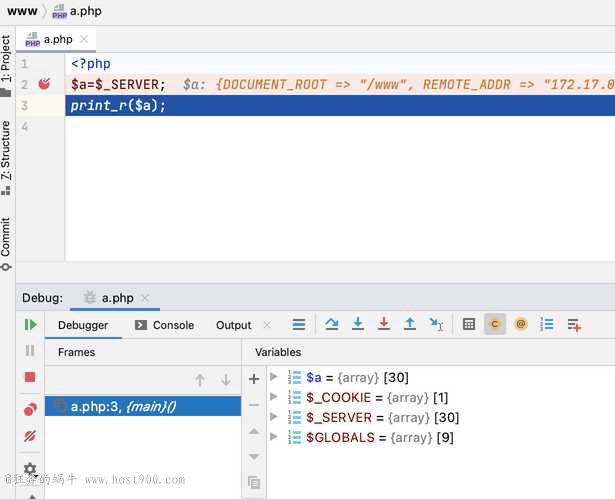 www a.php
PHP a.php
1: Project
7: Structure
Commit
1 <?php
2 $a=$_SERVER; $a: {DOCUMENT_ROOT => "/www", REMOTE_ADDR => "172.17.0
3 print_r($a);
4
Debug: a.php
Debugger Console Output
Frames Variables
a.php:3, {main}()
$a = {array} [30]
$_COOKIE = {array} [1]
$_SERVER = {array} [30]
$GLOBALS = {array} [9]
@狂奔的蜗牛 www.host900.com